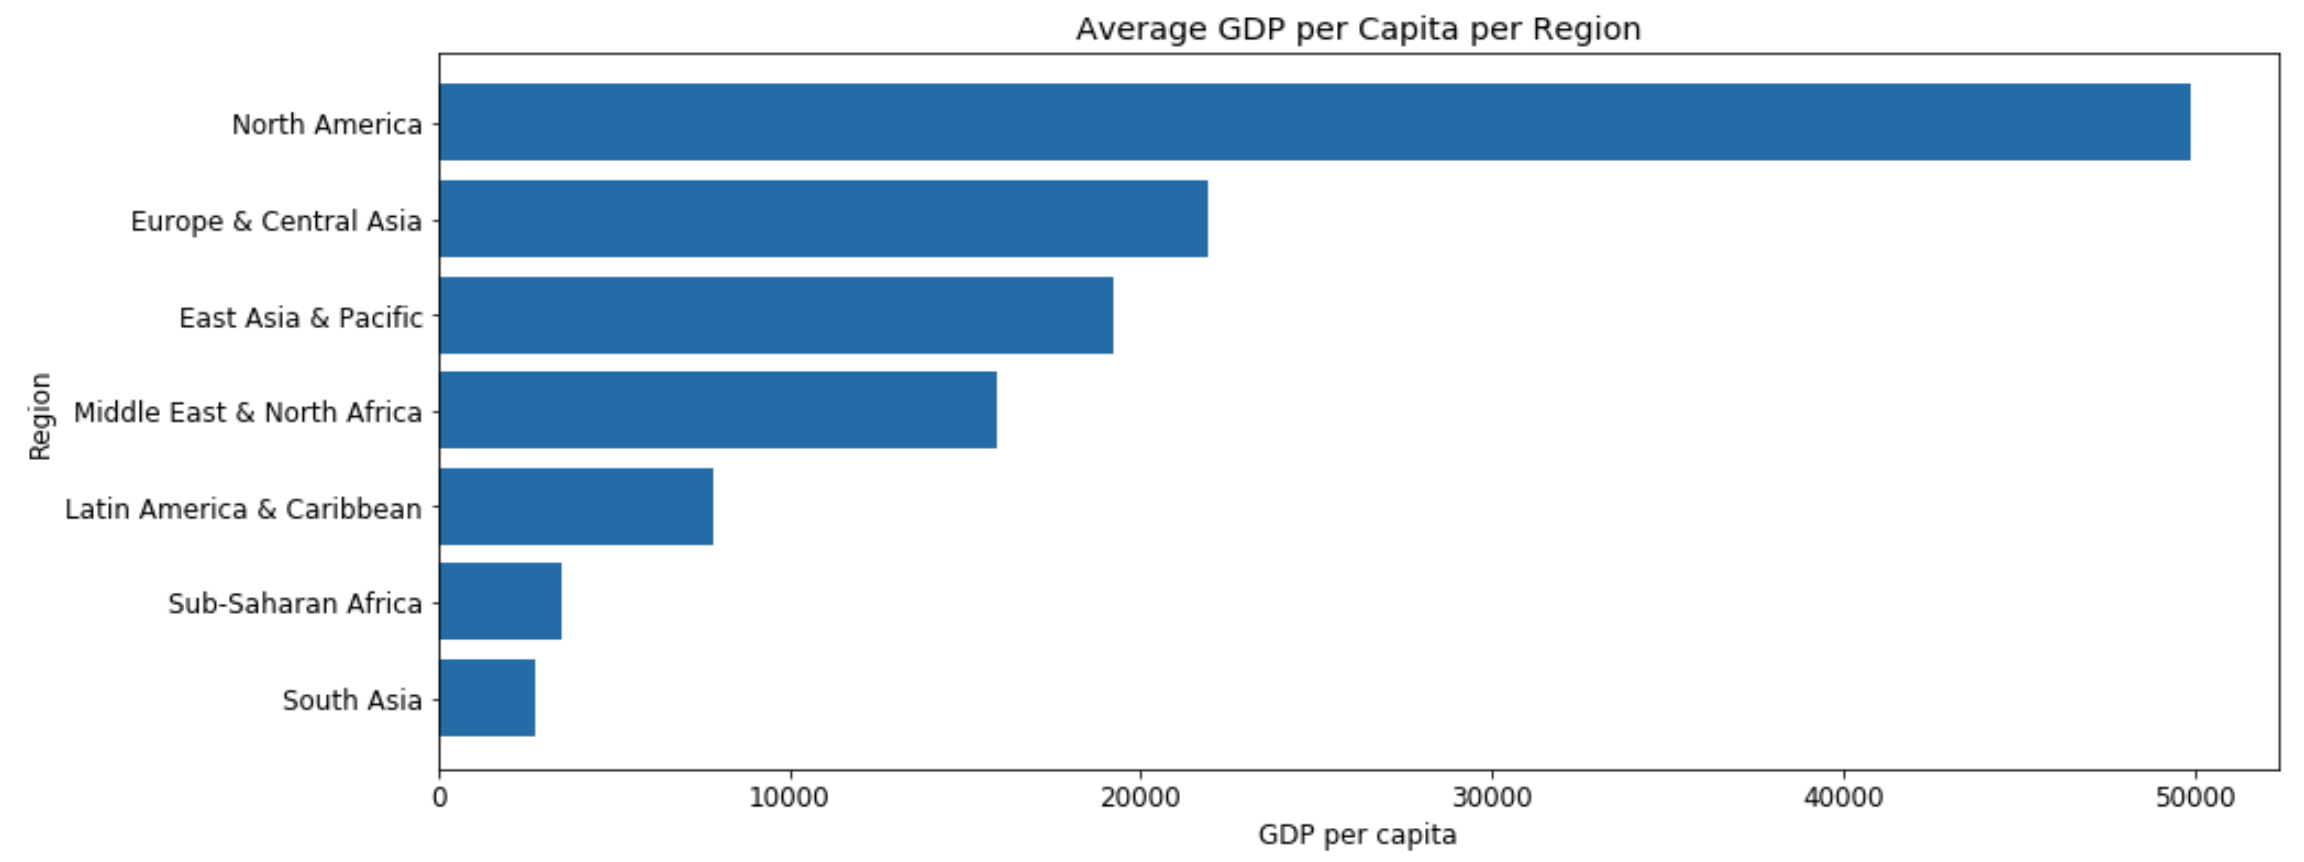 Average GDP per Capita per Region
North America
Europe & Central Asia
East Asia & Pacific
Middle East & North Africa
Latin America & Caribbean
Sub-Saharan Africa
South Asia
Region
0 10000 20000 30000 40000 50000
GDP per capita